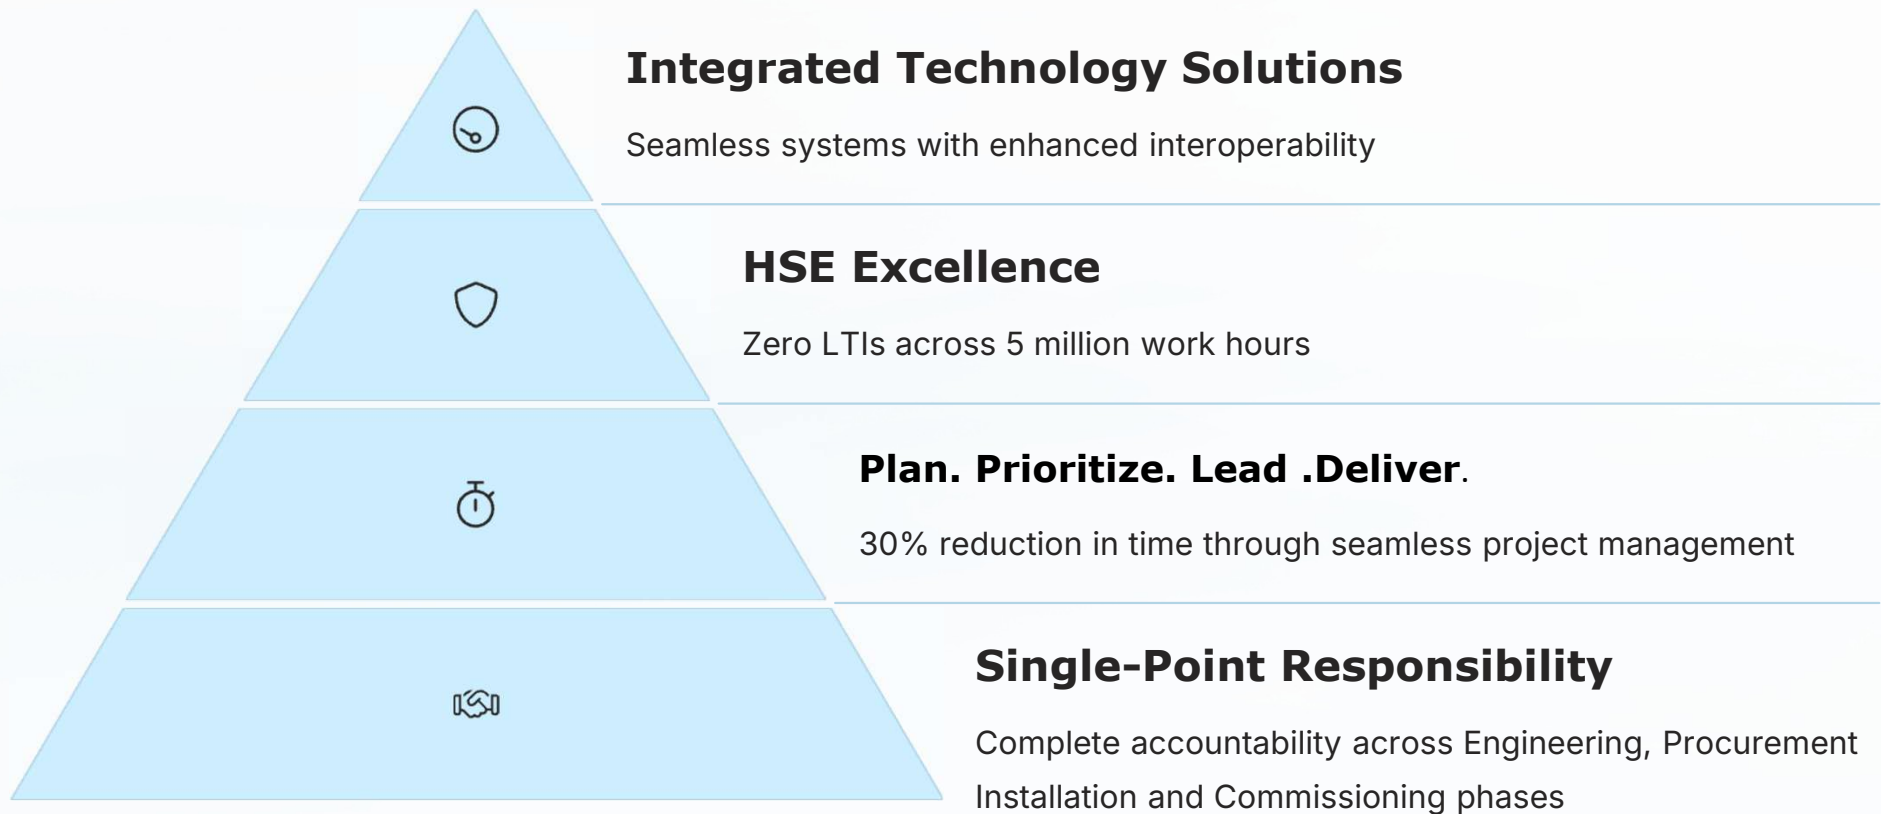 Integrated Technology Solutions
Seamless systems with enhanced interoperability
HSE Excellence
Zero LTIs across 5 million work hours
Plan. Prioritize. Lead .Deliver.
30% reduction in time through seamless project management
Single-Point Responsibility
Complete accountability across Engineering, Procurement
Installation and Commissioning phases